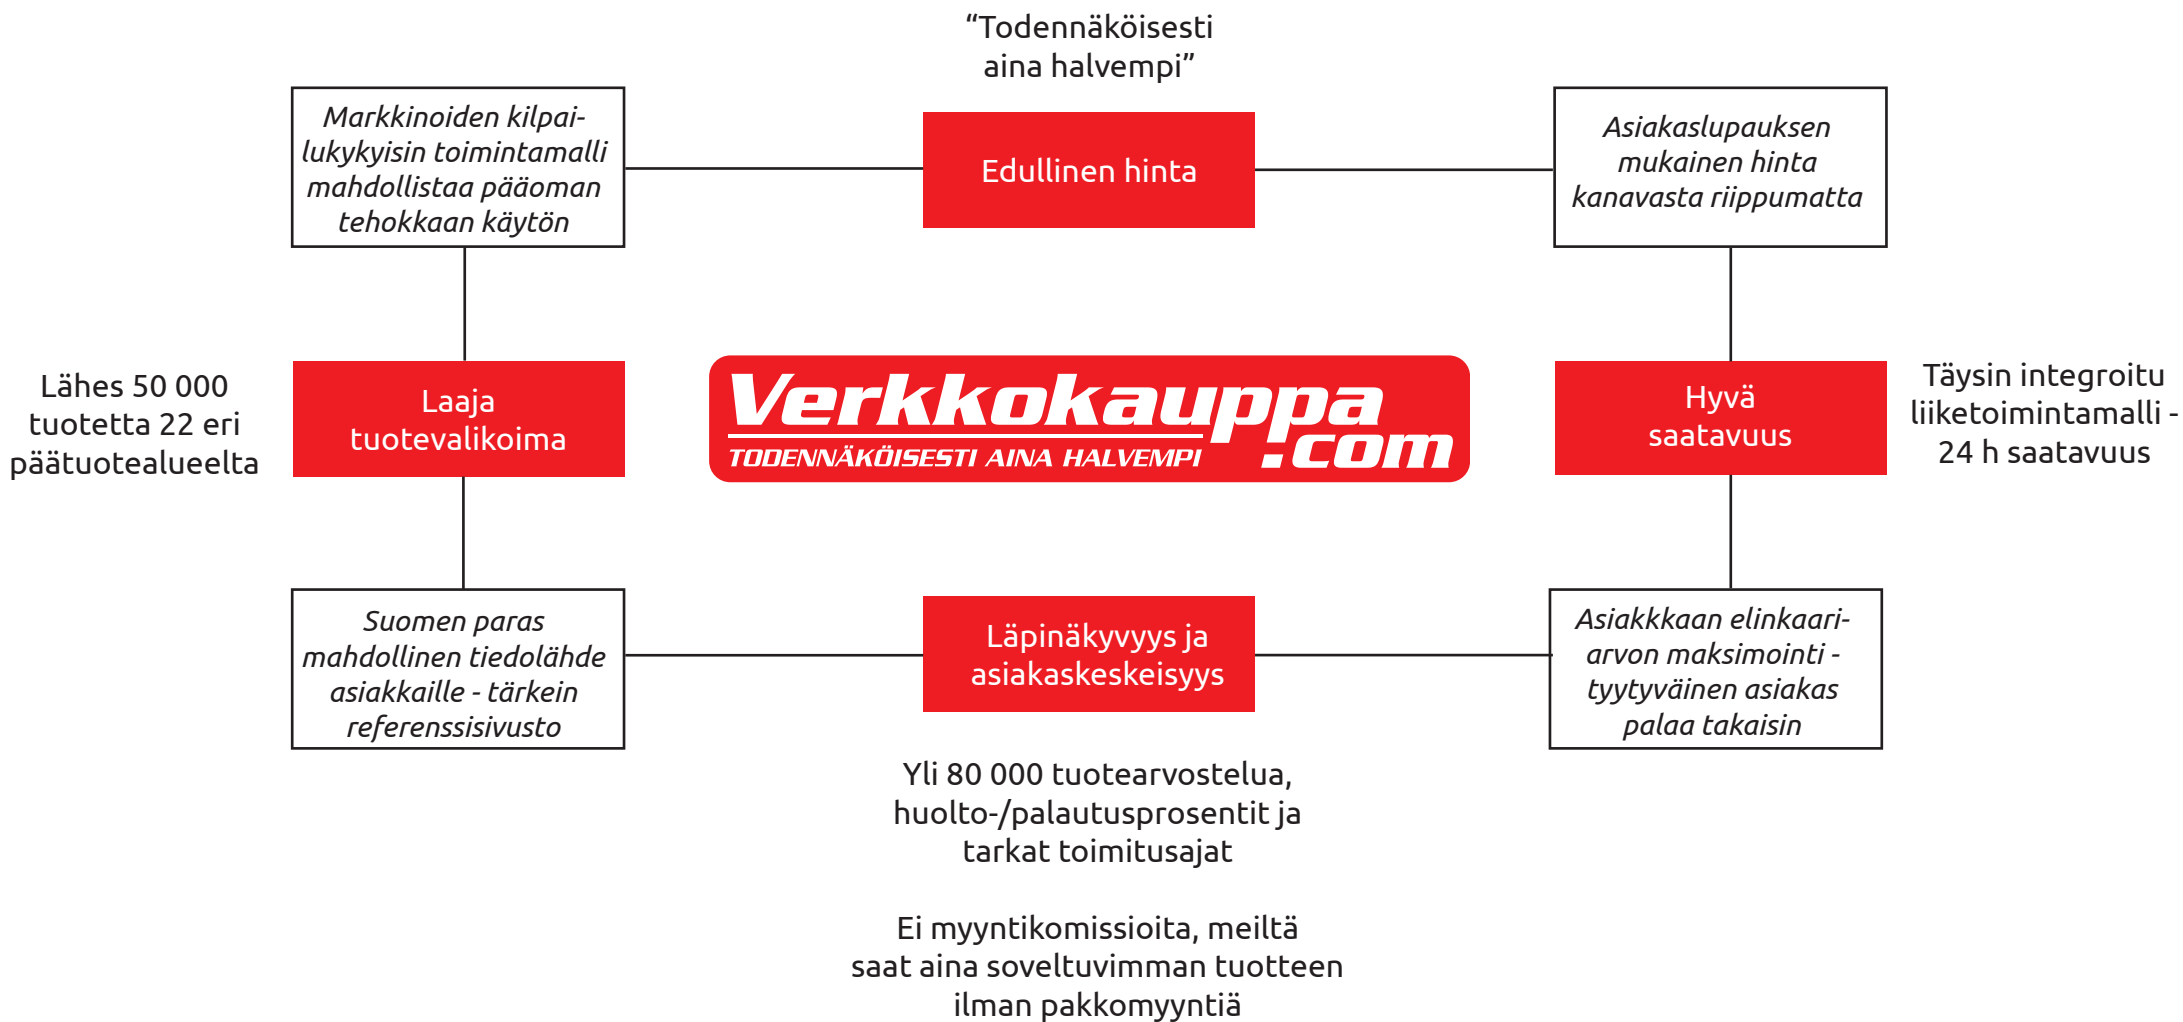 “Todennäköisesti
aina halvempi”
Markkinoiden kilpai-
lukykyisin toimintamalli
mahdollistaa pääoman
tehokkaan käytön
Edullinen hinta
Asiakaslupauksen
mukainen hinta
kanavasta riippumatta
Lähes 50 000
tuotetta 22 eri
päätuotealueelta
Laaja
tuotevalikoima
Verkkokauppa
.com
TODENNÄKÖISESTI AINA HALVEMPI
Hyvä
saatavuus
Täysin integroitu
liiketoimintamalli -
24 h saatavuus
Suomen paras
mahdollinen tiedolähde
asiakkaille - tärkein
referenssisivusto
Läpinäkyvyys ja
asiakaskeskeisyys
Asiakkkaan elinkaari-
arvon maksimointi -
tyytyväinen asiakas
palaa takaisin
Yli 80 000 tuotearvostelua,
huolto-/palautusprosentit ja
tarkat toimitusajat
Ei myyntikomissioita, meiltä
saat aina soveltuvimman tuotteen
ilman pakkomyyntiä